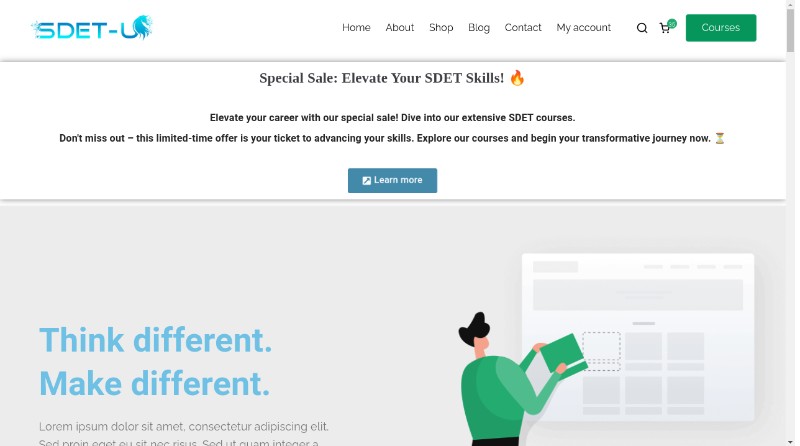 SDET-U
Home About Shop Blog Contact My account
Courses
Special Sale: Elevate Your SDET Skills! 🔥
Elevate your career with our special sale! Dive into our extensive SDET courses.
Don't miss out – this limited-time offer is your ticket to advancing your skills. Explore our courses and begin your transformative journey now. ⏳
Learn more
Think different.
Make different.
Lorem ipsum dolor sit amet, consectetur adipiscing elit.
Sed proin eget eu sit nec risus. Sed ut quam integer a